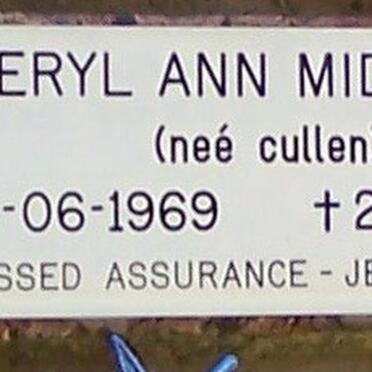 ERYL ANN MID
(neé cullen)
-06-1969 †2
SSED ASSURANCE - JE